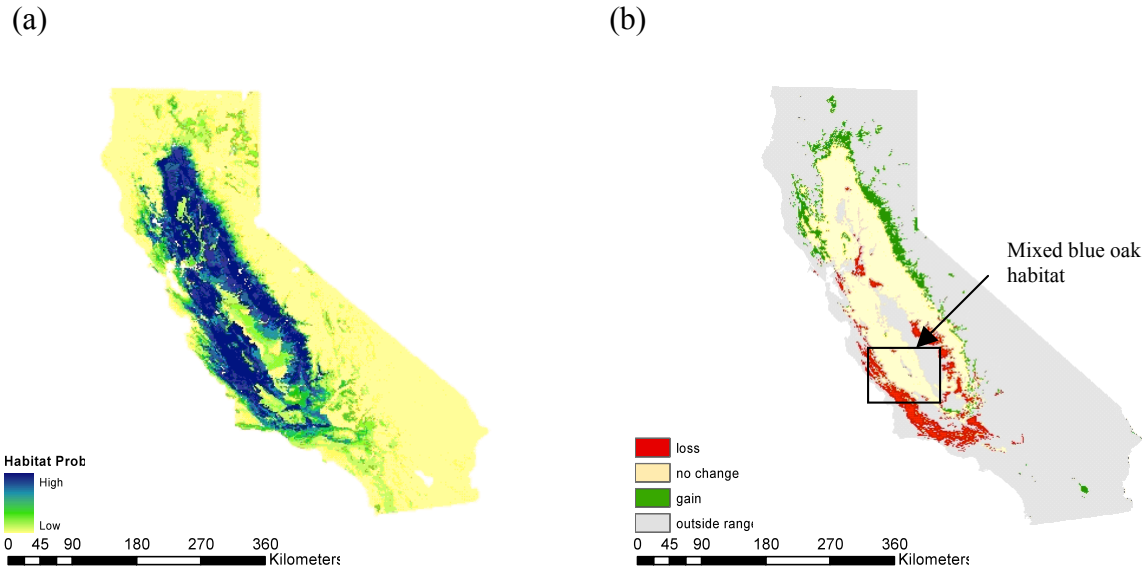 (a)
(b)
Mixed blue oak
habitat
Habitat Prob
High
Low
0 45 90 180 270 360
Kilometers
loss
no change
gain
outside range
0 45 90 180 270 360
Kilometers